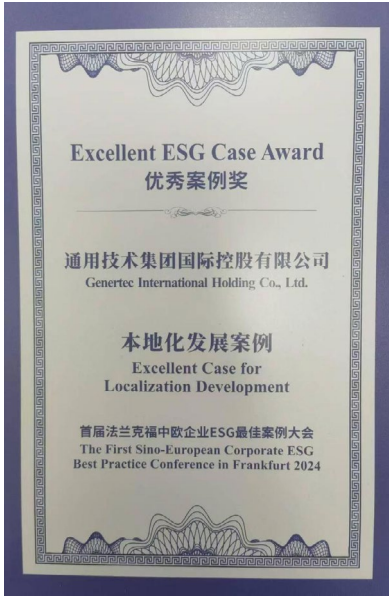 Excellent ESG Case Award
优秀案例奖
通用技术集团国际控股有限公司
Genertec International Holding Co., Ltd.
本地化发展案例
Excellent Case for
Localization Development
首届法兰克福中欧企业ESG最佳案例大会
The First Sino-European Corporate ESG
Best Practice Conference in Frankfurt 2024